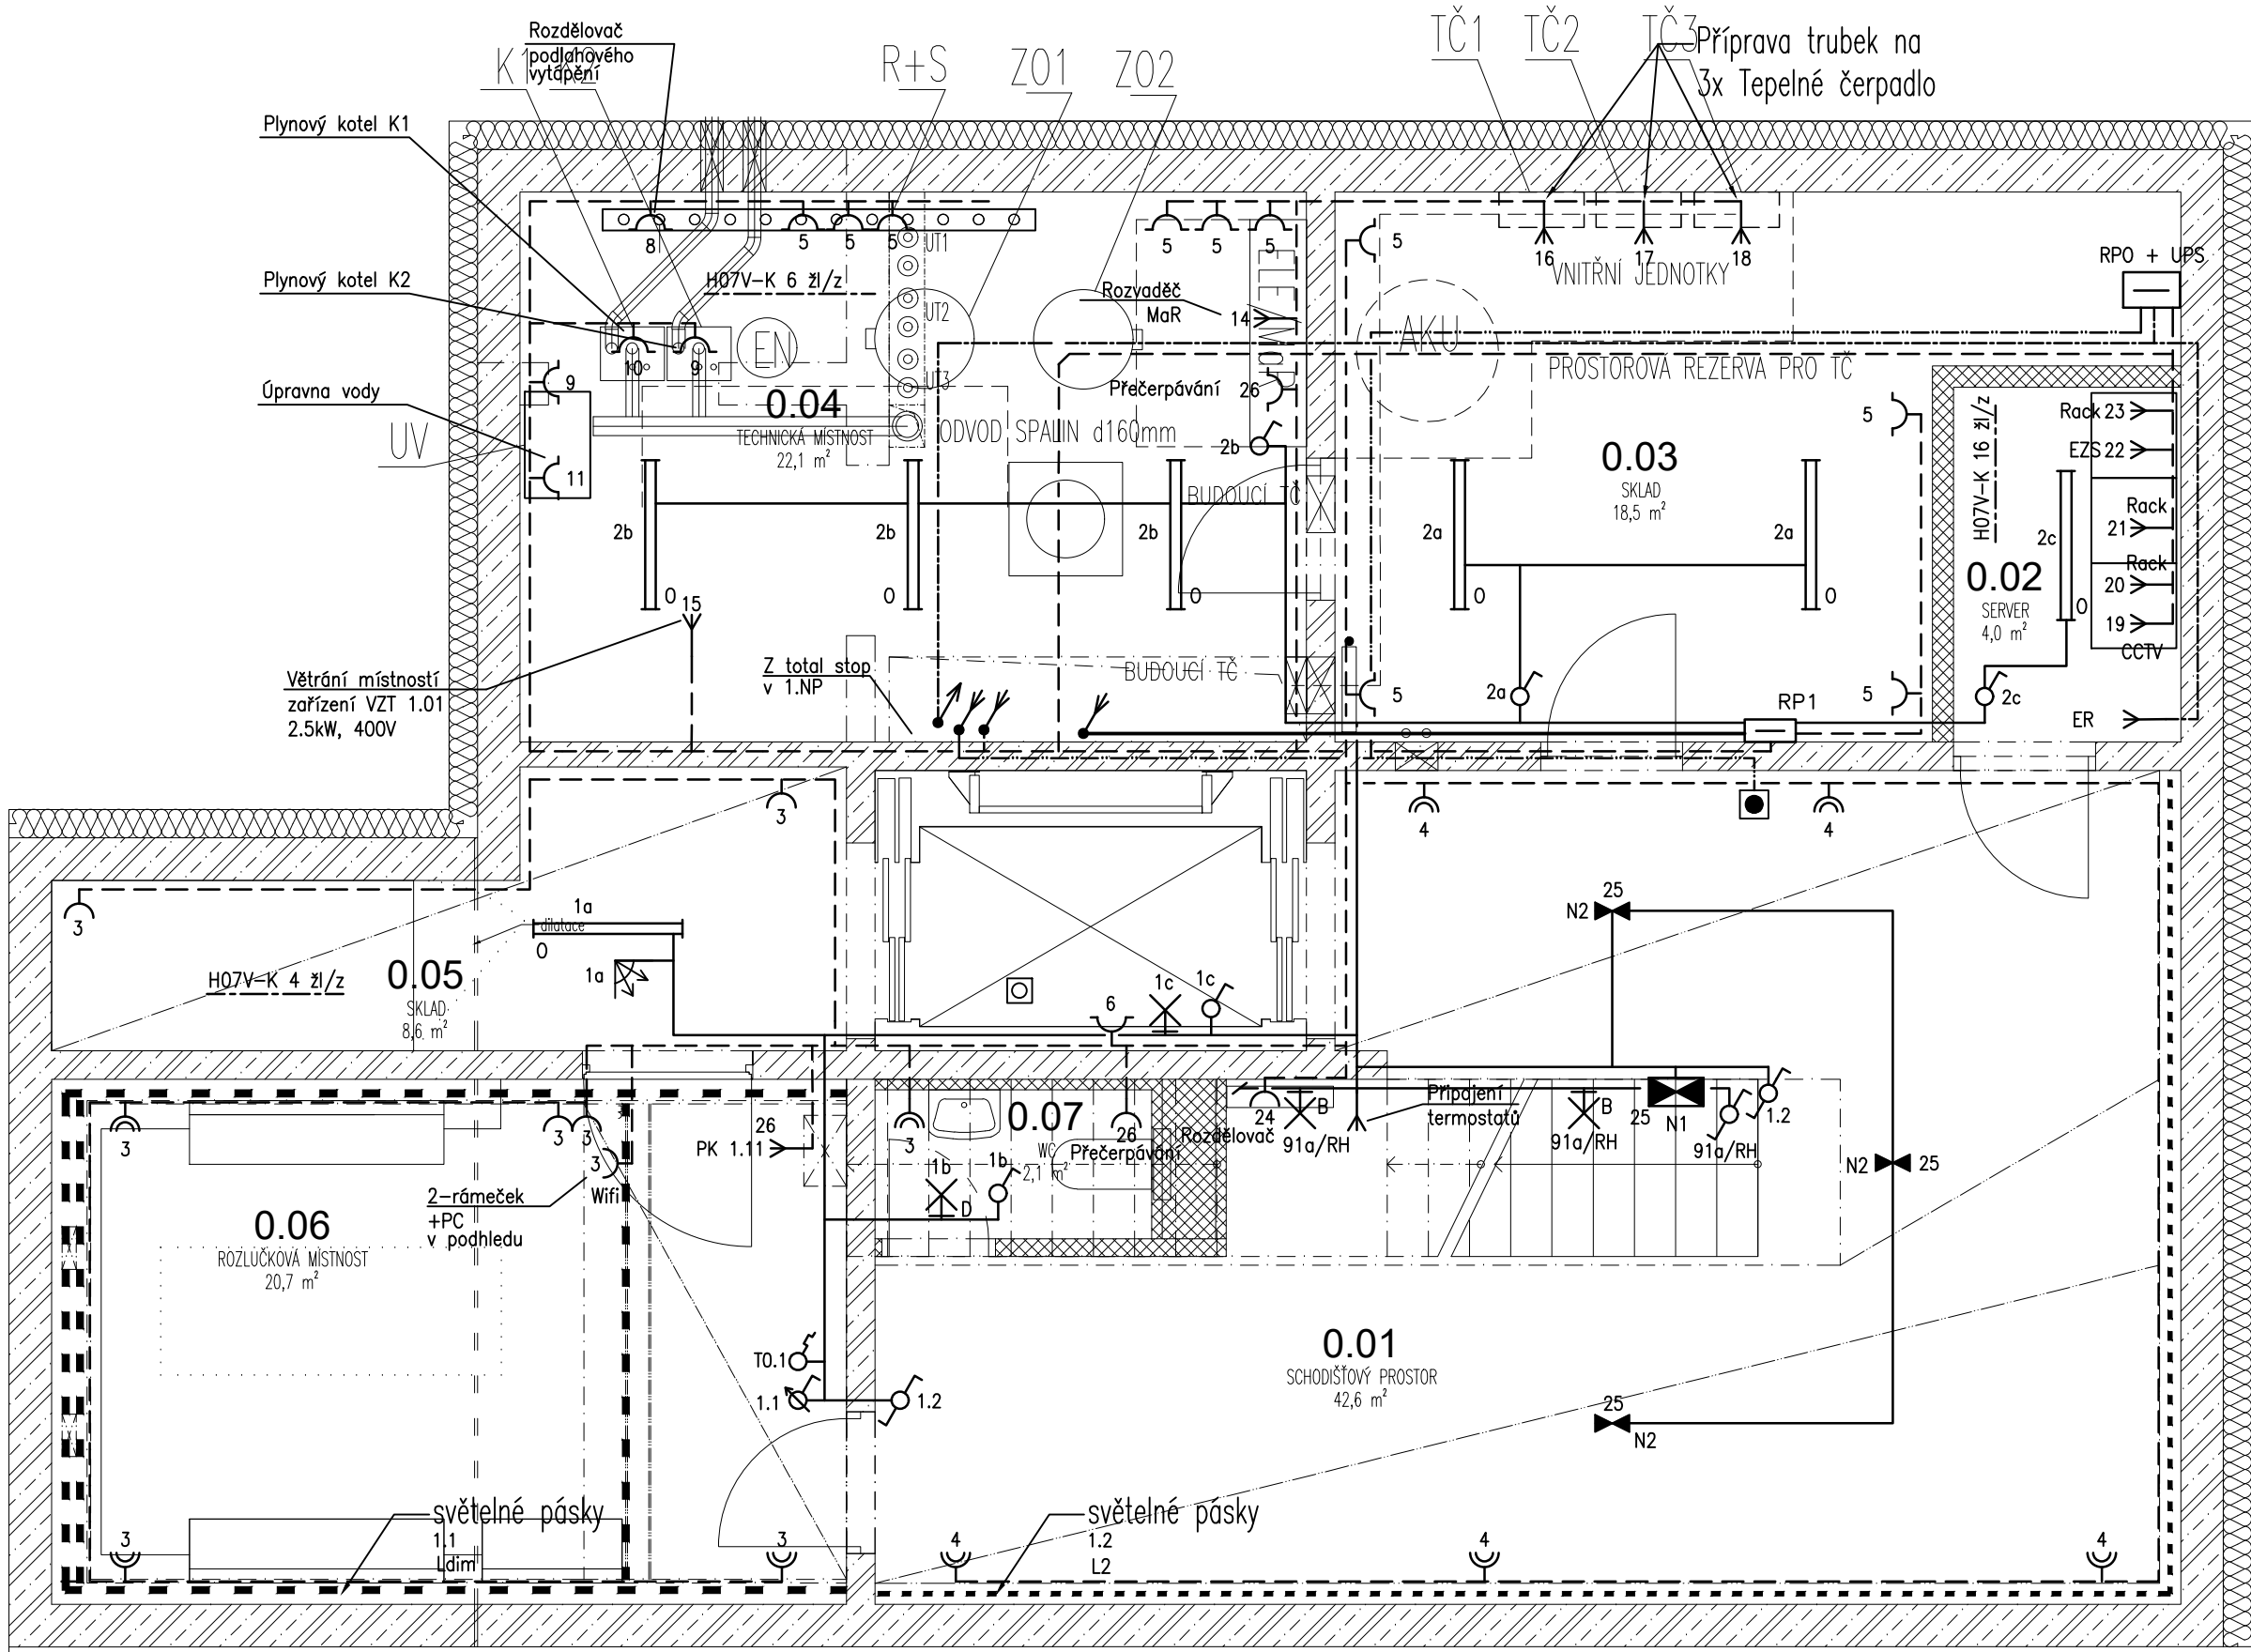 Rozdělovač
podlahového
vytápění
K1
K2
R+S
ZO1
ZO2
TČ1
TČ2
TČ3
Příprava trubek na
3x Tepelné čerpadlo
Plynový kotel K1
Plynový kotel K2
Úpravna vody
UV
H07V-K 6 žl/z
8
5
5
5
UT1
UT2
UT3
5
5
5
5
16
17
18
VNITŘNÍ JEDNOTKY
RPO + UPS
Rozvaděč
MaR
14
EN
AKU
10
9
9
11
0.04
TECHNICKÁ MÍSTNOST
22,1 m²
ODVOD SPALIN d160mm
Přečerpávání
26
2b
PROSTOROVA REZERVA PRO TČ
5
0.03
SKLAD
18,5 m²
H07V-K 16 žl/z
Rack 23
EZS 22
Rack
21
Rack
20
19
CCTV
BUDOUCÍ TČ
2b
2b
2b
2a
2a
2c
0.02
SERVER
4,0 m²
O
O
O
O
O
O
15
Větrání místností
zařízení VZT 1.01
2.5kW, 400V
Z total stop
v 1.NP
BUDOUCÍ TČ
5
2a
5
RP1
2c
ER
3
4
4
3
1a
dilatace
O
1a
0.05
SKLAD
8,6 m²
H07V-K 4 žl/z
6
1c
1c
25
N2
3
3
3
3
Wifi
26
PK 1.11
3
0.07
WC
2,1 m²
26
Přečerpávání
Rozdělovač
24
B
91a/RH
Připojení
termostatů
B
91a/RH
25
N1
91a/RH
1.2
1b
1b
D
N2
25
2-rámeček
+PC
v podhledu
0.06
ROZLUČKOVÁ MÍSTNOST
20,7 m²
T0.1
1.1
1.2
0.01
SCHODIŠŤOVÝ PROSTOR
42,6 m²
25
N2
světelné pásky
1.1
Ldim
3
3
světelné pásky
1.2
L2
4
4
4